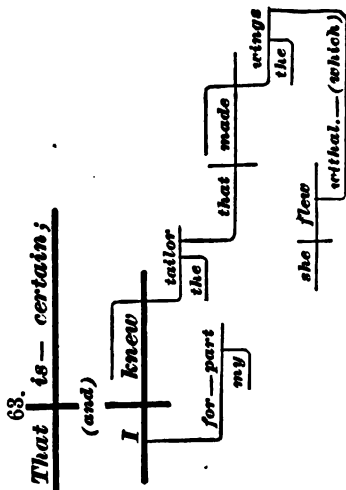 63.
That is— certain;
(and)
I knew
for—part
my
tailor
the
that made
wings
the
she flew
withal.—(which)